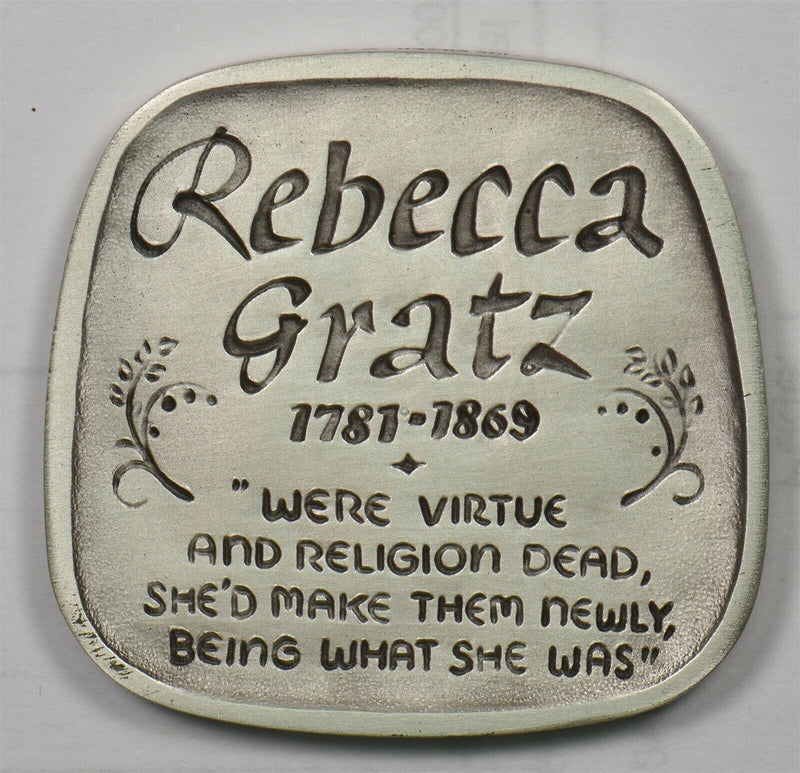 Rebecca
Gratz
1781-1869
"WERE VIRTUE
AND RELIGION DEAD,
SHE'D MAKE THEM NEWLY,
BEING WHAT SHE WAS"